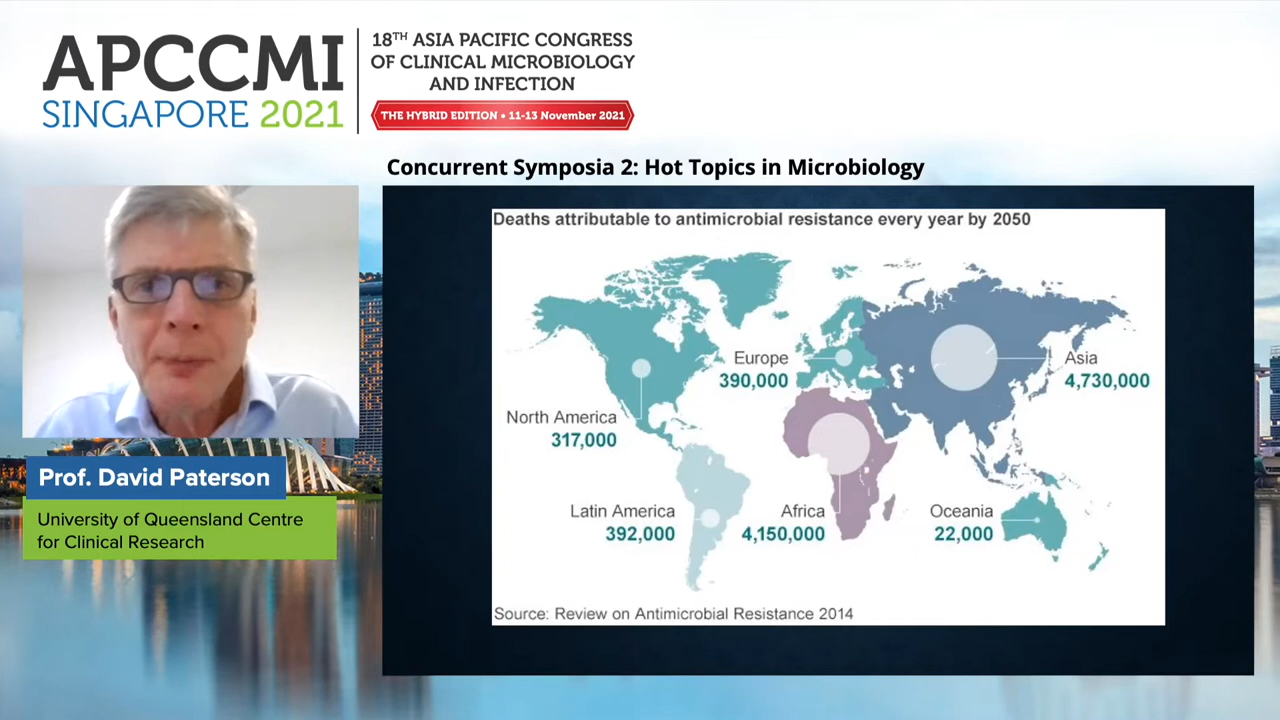 APCCMI
SINGAPORE 2021
18TH ASIA PACIFIC CONGRESS
OF CLINICAL MICROBIOLOGY
AND INFECTION
THE HYBRID EDITION • 11-13 November 2021
Concurrent Symposia 2: Hot Topics in Microbiology
Prof. David Paterson
University of Queensland Centre
for Clinical Research
Deaths attributable to antimicrobial resistance every year by 2050
Europe
390,000
Asia
4,730,000
North America
317,000
Latin America
392,000
Africa
4,150,000
Oceania
22,000
Source: Review on Antimicrobial Resistance 2014